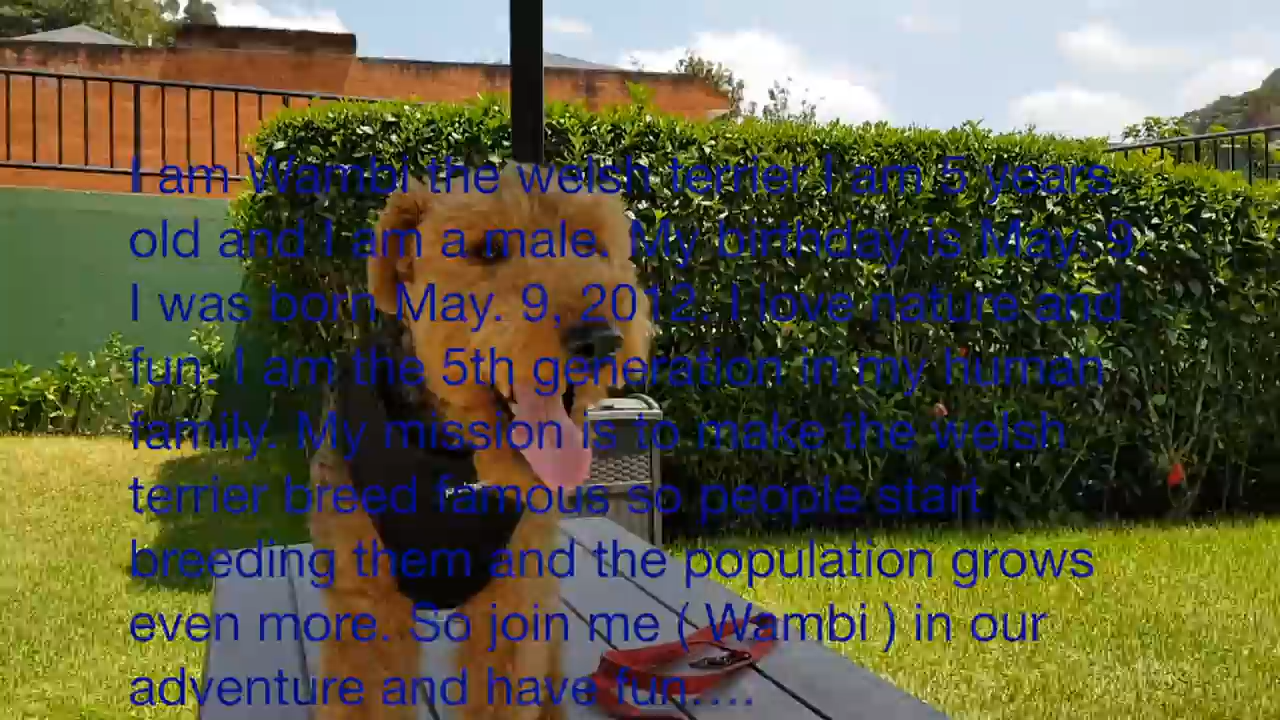 I am Wambi the welsh terrier I am 5 years
old and I am a male. My birthday is May. 9.
I was born May. 9, 2012. I love nature and
fun. I am the 5th generation in my human
family. My mission is to make the welsh
terrier breed famous so people start
breeding them and the population grows
even more. So join me ( Wambi ) in our
adventure and have fun....